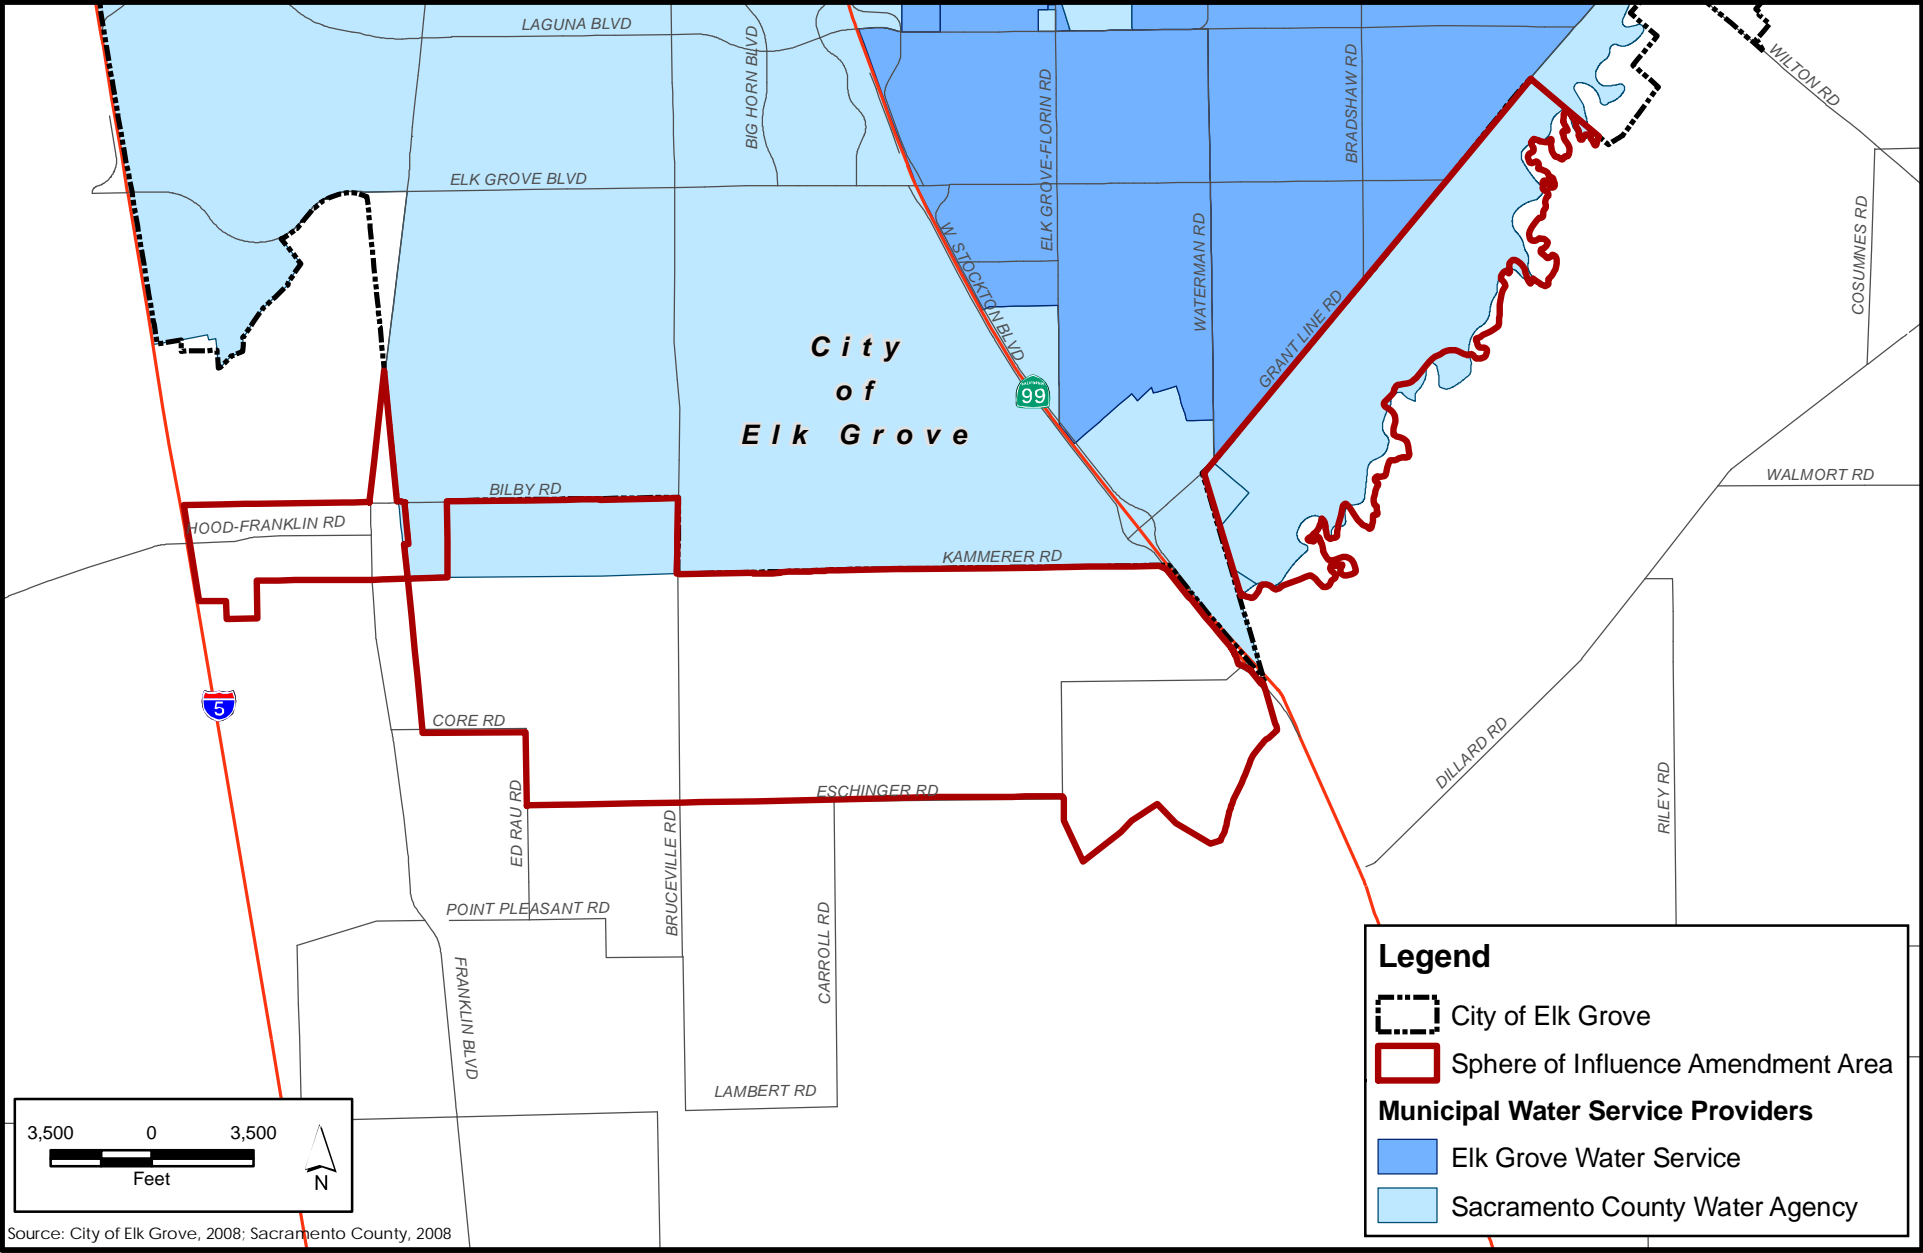 LAGUNA BLVD
BIG HORN BLVD
ELK GROVE-FLORIN RD
BRADSHAW RD
WILTON RD
ELK GROVE BLVD
W. STOCKTON BLVD
WATERMAN RD
COSUMNES RD
GRANT LINE RD
City
of
Elk Grove
CALIFORNIA
99
BILBY RD
HOOD-FRANKLIN RD
KAMMERER RD
WALMORT RD
5
CORE RD
ED RAU RD
ESCHINGER RD
BRUCEVILLE RD
DILLARD RD
RILEY RD
POINT PLEASANT RD
CARROLL RD
FRANKLIN BLVD
LAMBERT RD
Legend
City of Elk Grove
Sphere of Influence Amendment Area
Municipal Water Service Providers
Elk Grove Water Service
Sacramento County Water Agency
3,500 0 3,500
Feet
N
Source: City of Elk Grove, 2008; Sacramento County, 2008